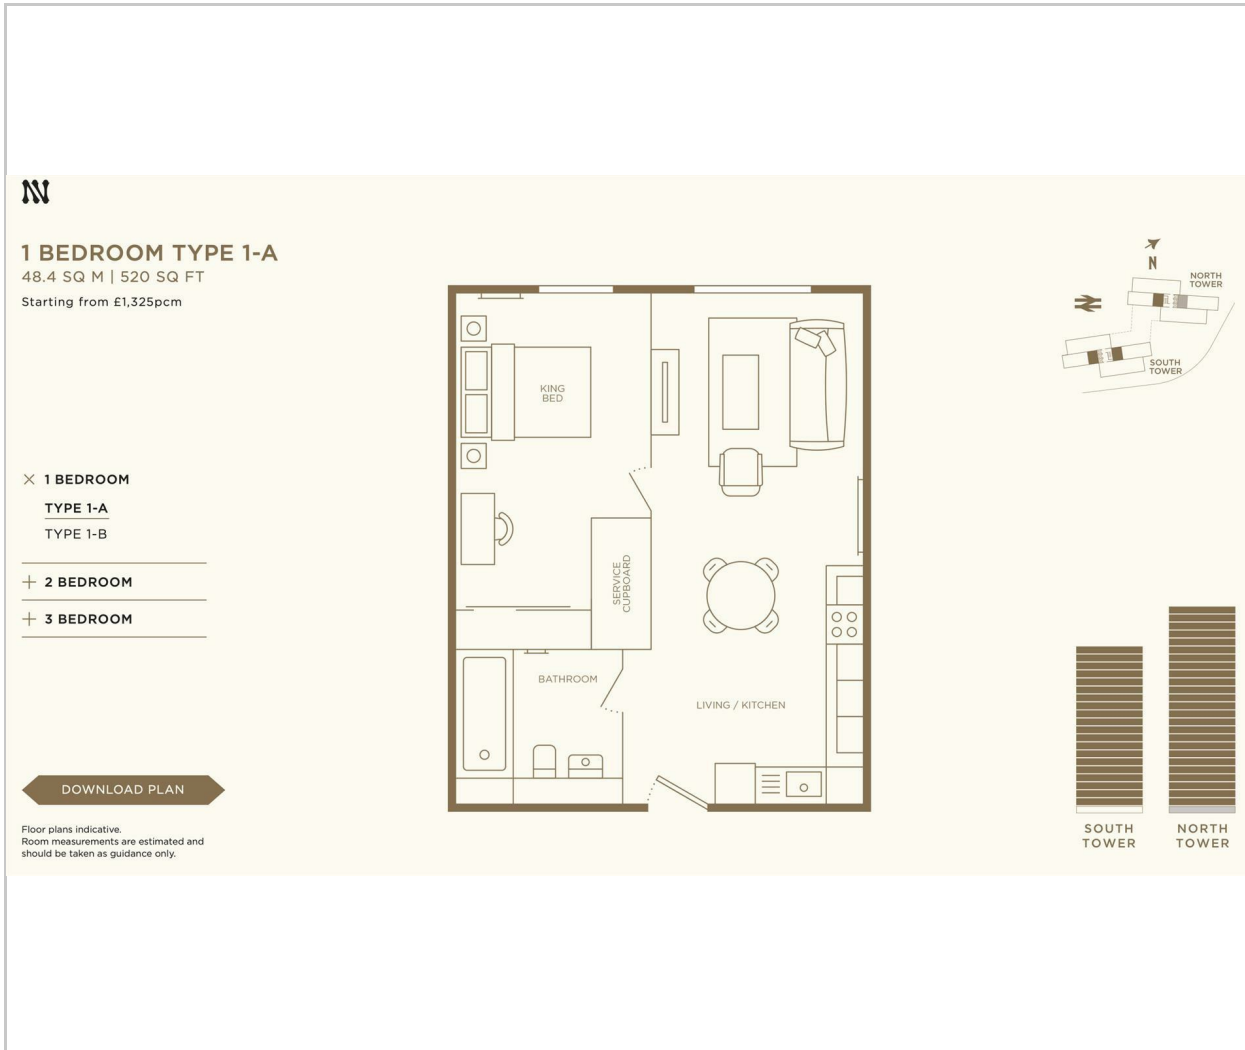 1 BEDROOM TYPE 1-A
48.4 SQ M | 520 SQ FT
Starting from £1,325pcm
1 BEDROOM
TYPE 1-A
TYPE 1-B
2 BEDROOM
3 BEDROOM
DOWNLOAD PLAN
Floor plans indicative.
Room measurements are estimated and
should be taken as guidance only.
KING
BED
SERVICE
CUPBOARD
BATHROOM
LIVING / KITCHEN
N
NORTH
TOWER
SOUTH
TOWER
SOUTH
TOWER
NORTH
TOWER